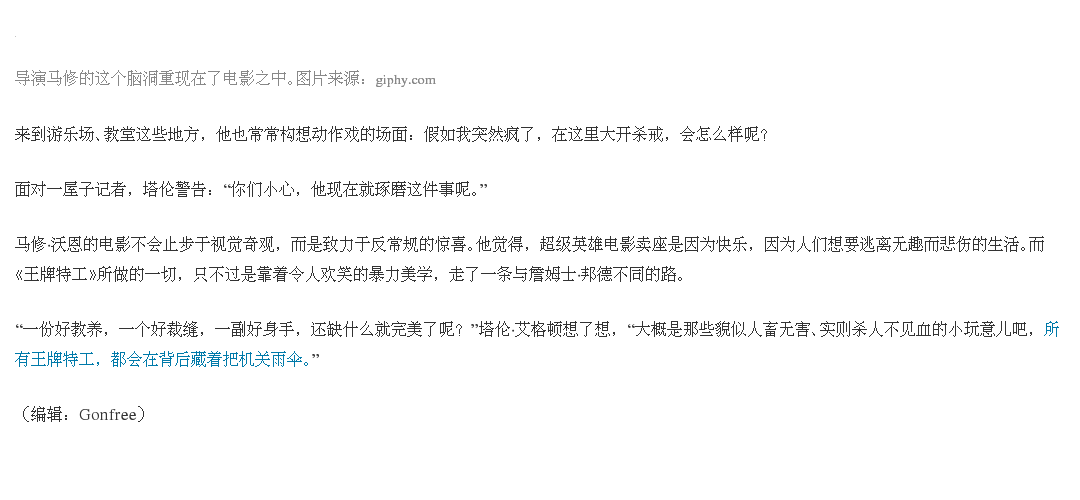 导演马修的这个脑洞重现在了电影之中。图片来源：giphy.com
来到游乐场、教堂这些地方，他也常常构想动作戏的场面：假如我突然疯了，在这里大开杀戒，会怎么样呢？
面对一屋子记者，塔伦警告：“你们小心，他现在就琢磨这件事呢。”
马修·沃恩的电影不会止步于视觉奇观，而是致力于反常规的惊喜。他觉得，超级英雄电影卖座是因为快乐，因为人们想要逃离无趣而悲伤的生活。而
《王牌特工》所做的一切，只不过是靠着令人欢笑的暴力美学，走了一条与詹姆士·邦德不同的路。
“一份好教养，一个好裁缝，一副好身手，还缺什么就完美了呢？”塔伦·艾格顿想了想，“大概是那些貌似人畜无害、实则杀人不见血的小玩意儿吧，所
有王牌特工，都会在背后藏着把机关雨伞。”
（编辑：Gonfree）